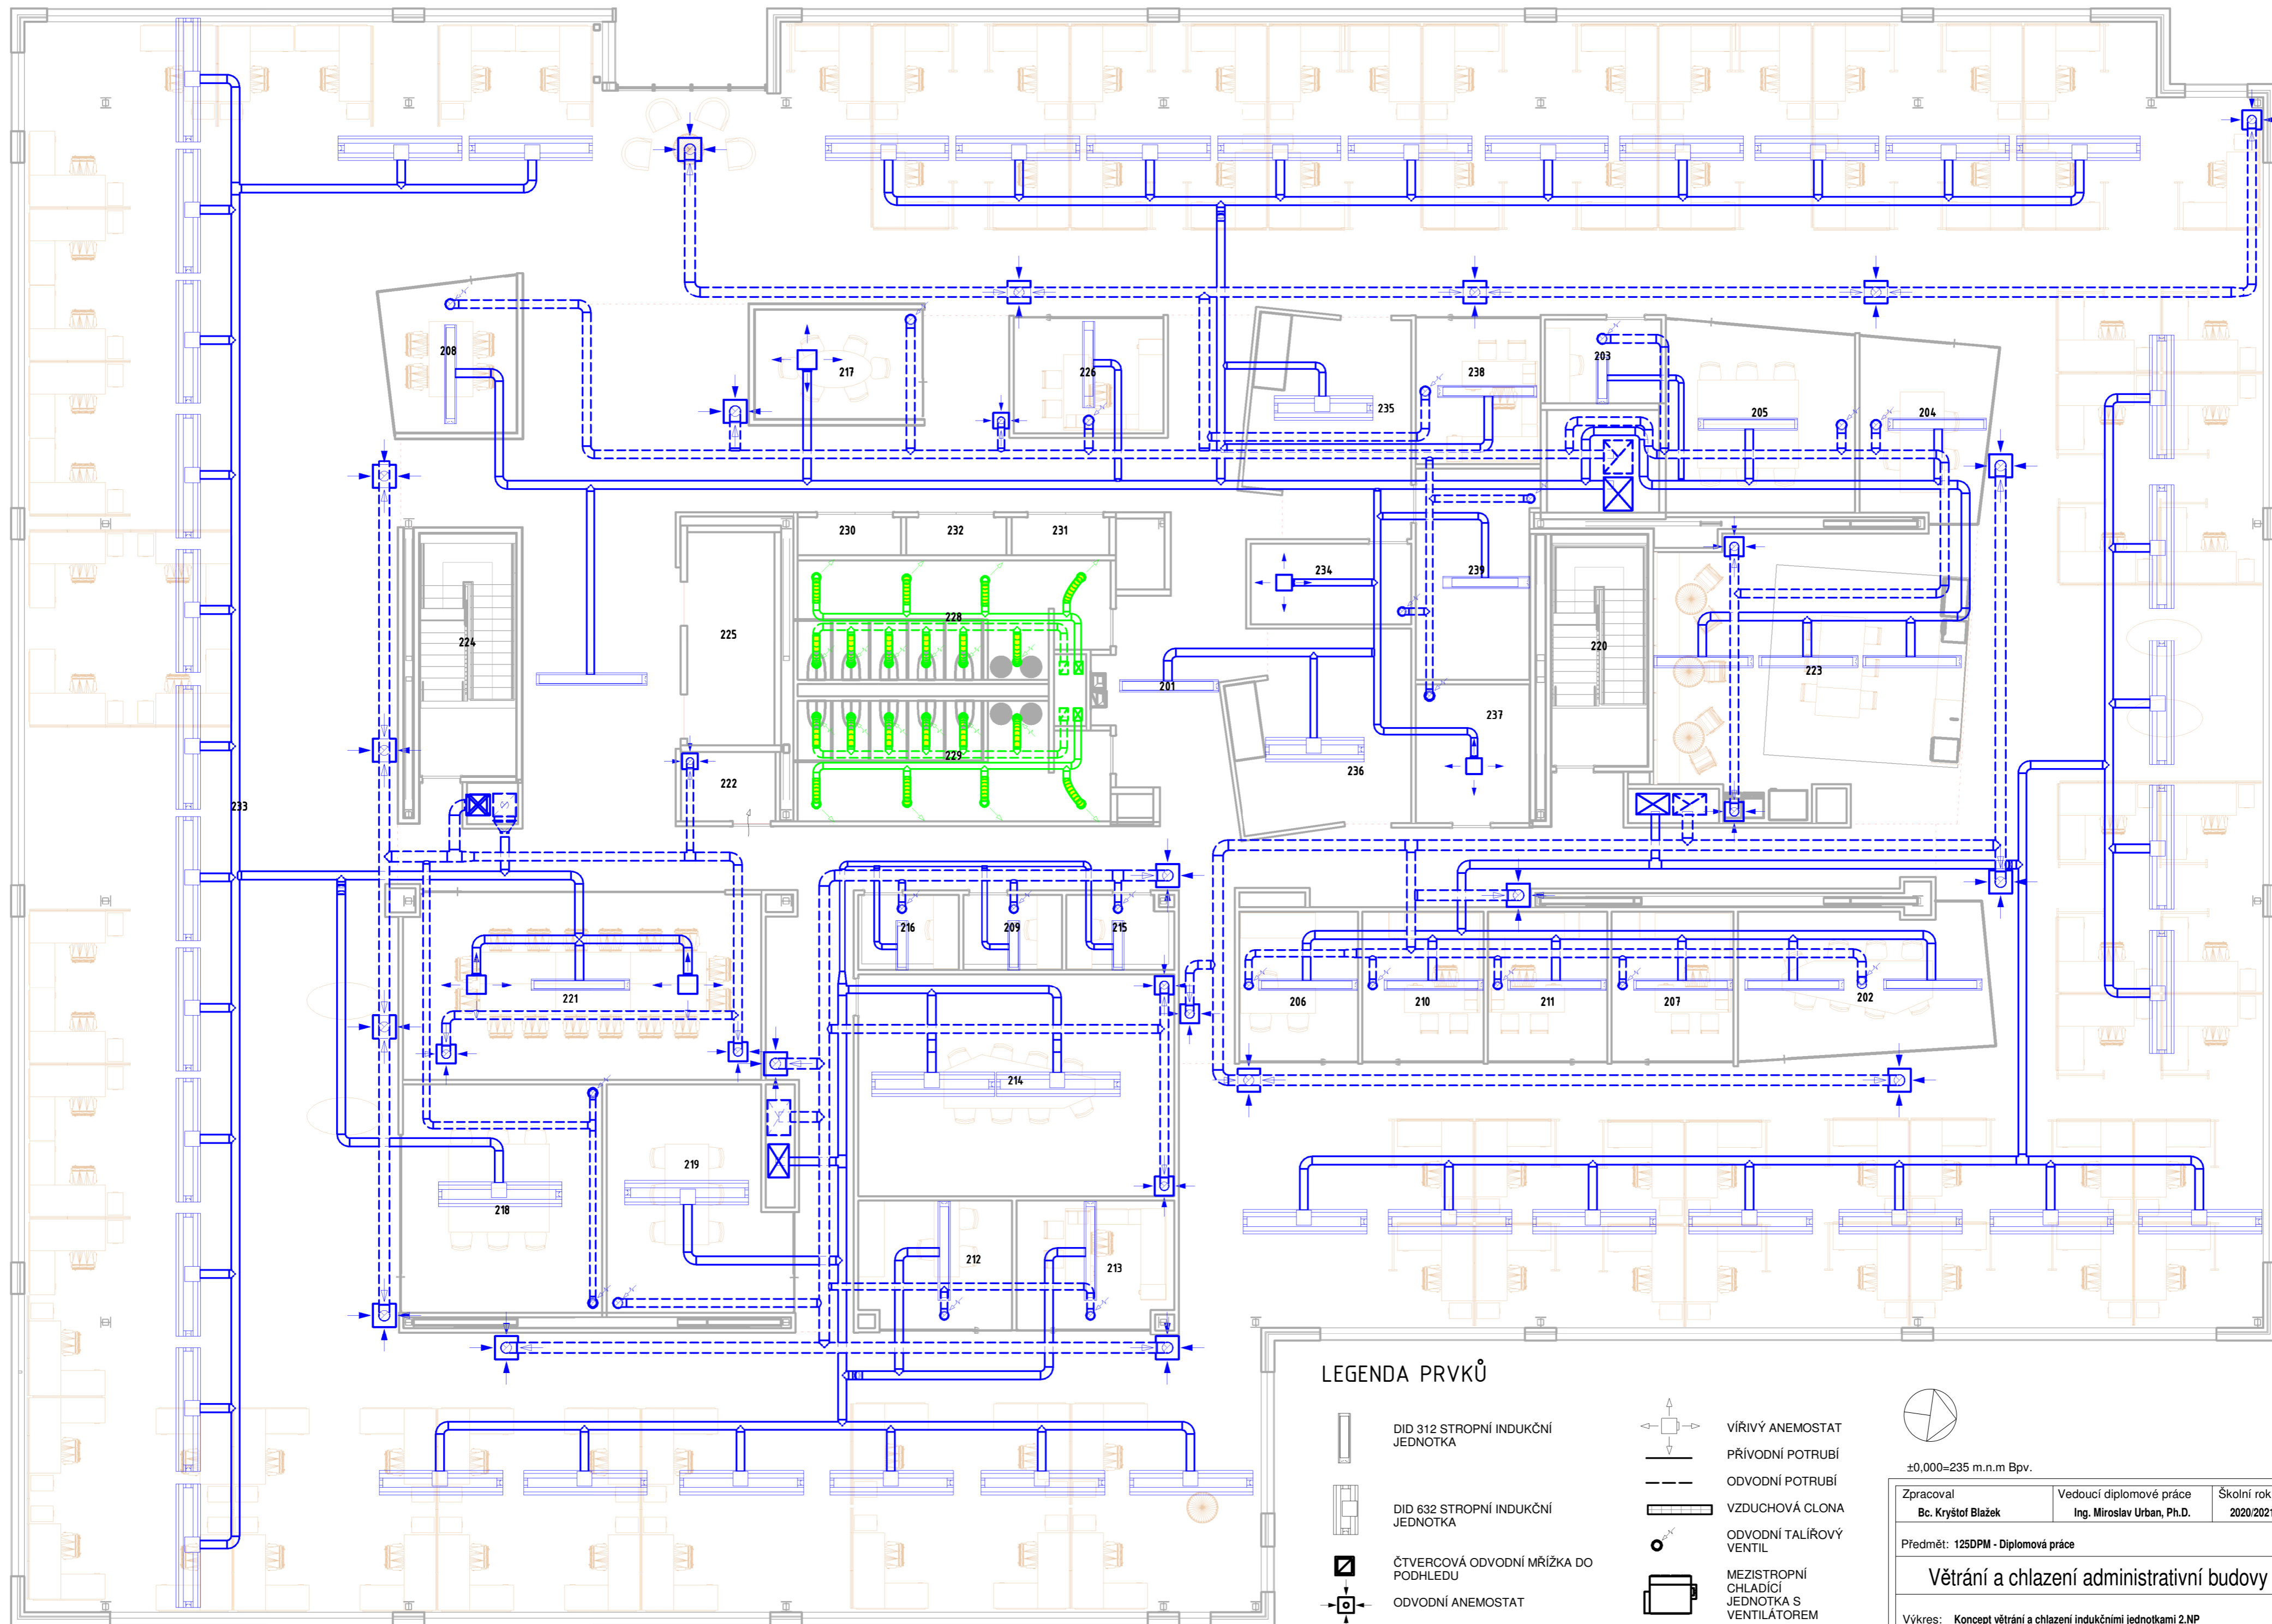 208
217
226
235
238
203
205
204
230
232
231
234
239
224
225
228
220
223
201
237
229
222
236
233
216
209
215
221
206
210
211
207
202
214
219
218
212
213
LEGENDA PRVKŮ
DID 312 STROPNÍ INDUKČNÍ
JEDNOTKA
DID 632 STROPNÍ INDUKČNÍ
JEDNOTKA
ČTVERCOVÁ ODVODNÍ MŘÍŽKA DO
PODHLEDU
ODVODNÍ ANEMOSTAT
VÍŘIVÝ ANEMOSTAT
PŘÍVODNÍ POTRUBÍ
ODVODNÍ POTRUBÍ
VZDUCHOVÁ CLONA
ODVODNÍ TALÍŘOVÝ
VENTIL
MEZISTROPNÍ
CHLADÍCÍ
JEDNOTKA S
VENTILÁTOREM
±0,000=235 m.n.m Bpv.
Zpracoval
Vedoucí diplomové práce
Školní rok
Bc. Kryštof Blažek
Ing. Miroslav Urban, Ph.D.
2020/2021
Předmět: 125DPM - Diplomová práce
Větrání a chlazení administrativní budovy
Výkres: Koncept větrání a chlazení indukčními jednotkami 2.NP